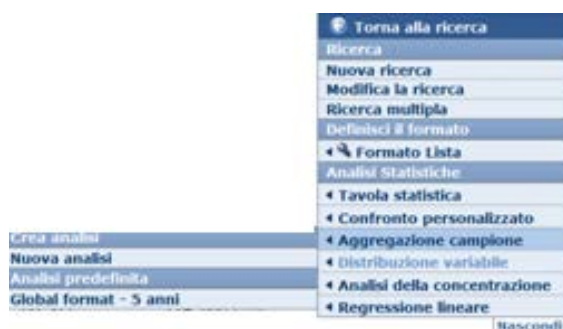 Torna alla ricerca
Ricerca
Nuova ricerca
Modifica la ricerca
Ricerca multipla
Definisci il formato
Formato Lista
Analisi Statistiche
Tavola statistica
Confronto personalizzato
Aggregazione campione
Distribuzione variabile
Analisi della concentrazione
Regressione lineare
Nascondi
Crea analisi
Nuova analisi
Analisi predefinita
Global format - 5 anni